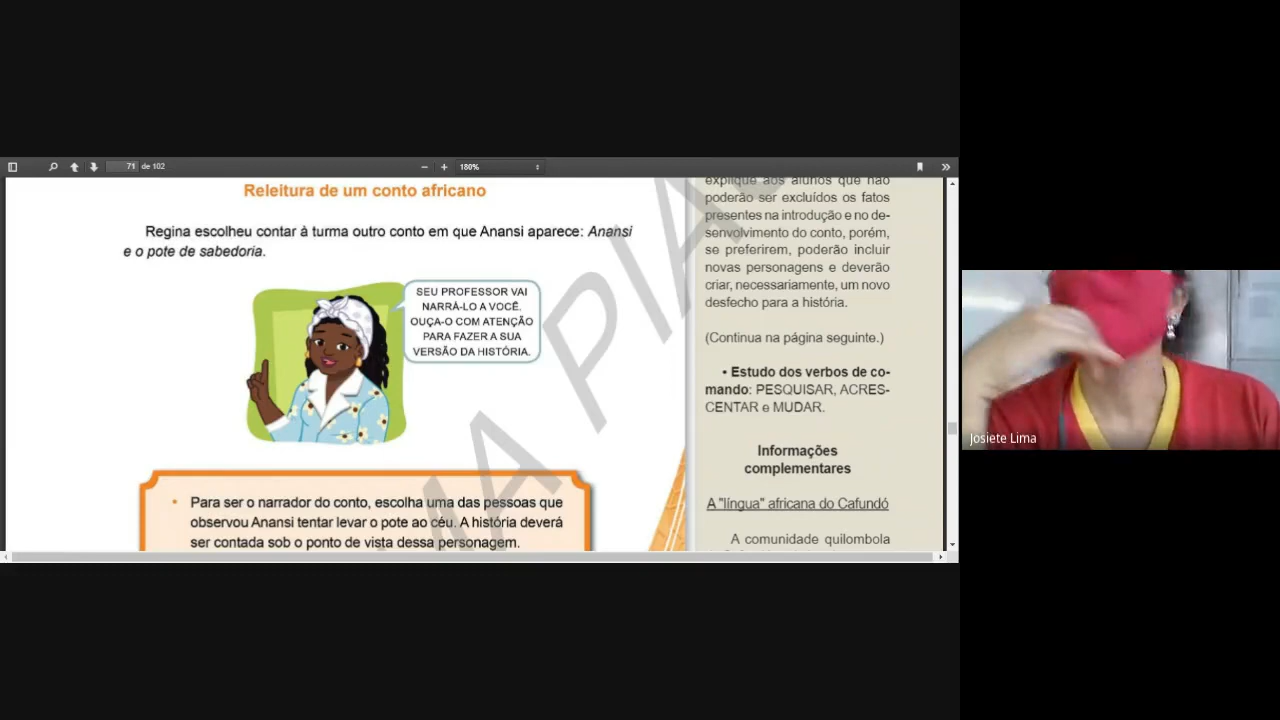 71 de 102
180%
Releitura de um conto africano
Regina escolheu contar à turma outro conto em que Anansi aparece: Anansi
e o pote de sabedoria.
SEU PROFESSOR VAI
NARRÁ-LO A VOCÊ.
OUÇA-O COM ATENÇÃO
PARA FAZER A SUA
VERSÃO DA HISTÓRIA.
• Para ser o narrador do conto, escolha uma das pessoas que
observou Anansi tentar levar o pote ao céu. A história deverá
ser contada sob o ponto de vista dessa personagem.
explique aos alunos que não
poderão ser excluídos os fatos
presentes na introdução e no de-
senvolvimento do conto, porém,
se preferirem, poderão incluir
novas personagens e deverão
criar, necessariamente, um novo
desfecho para a história.
(Continua na página seguinte.)
• Estudo dos verbos de co-
mando: PESQUISAR, ACRES-
CENTAR e MUDAR.
Informações
complementares
A "língua" africana do Cafundó
A comunidade quilombola
Josiete Lima